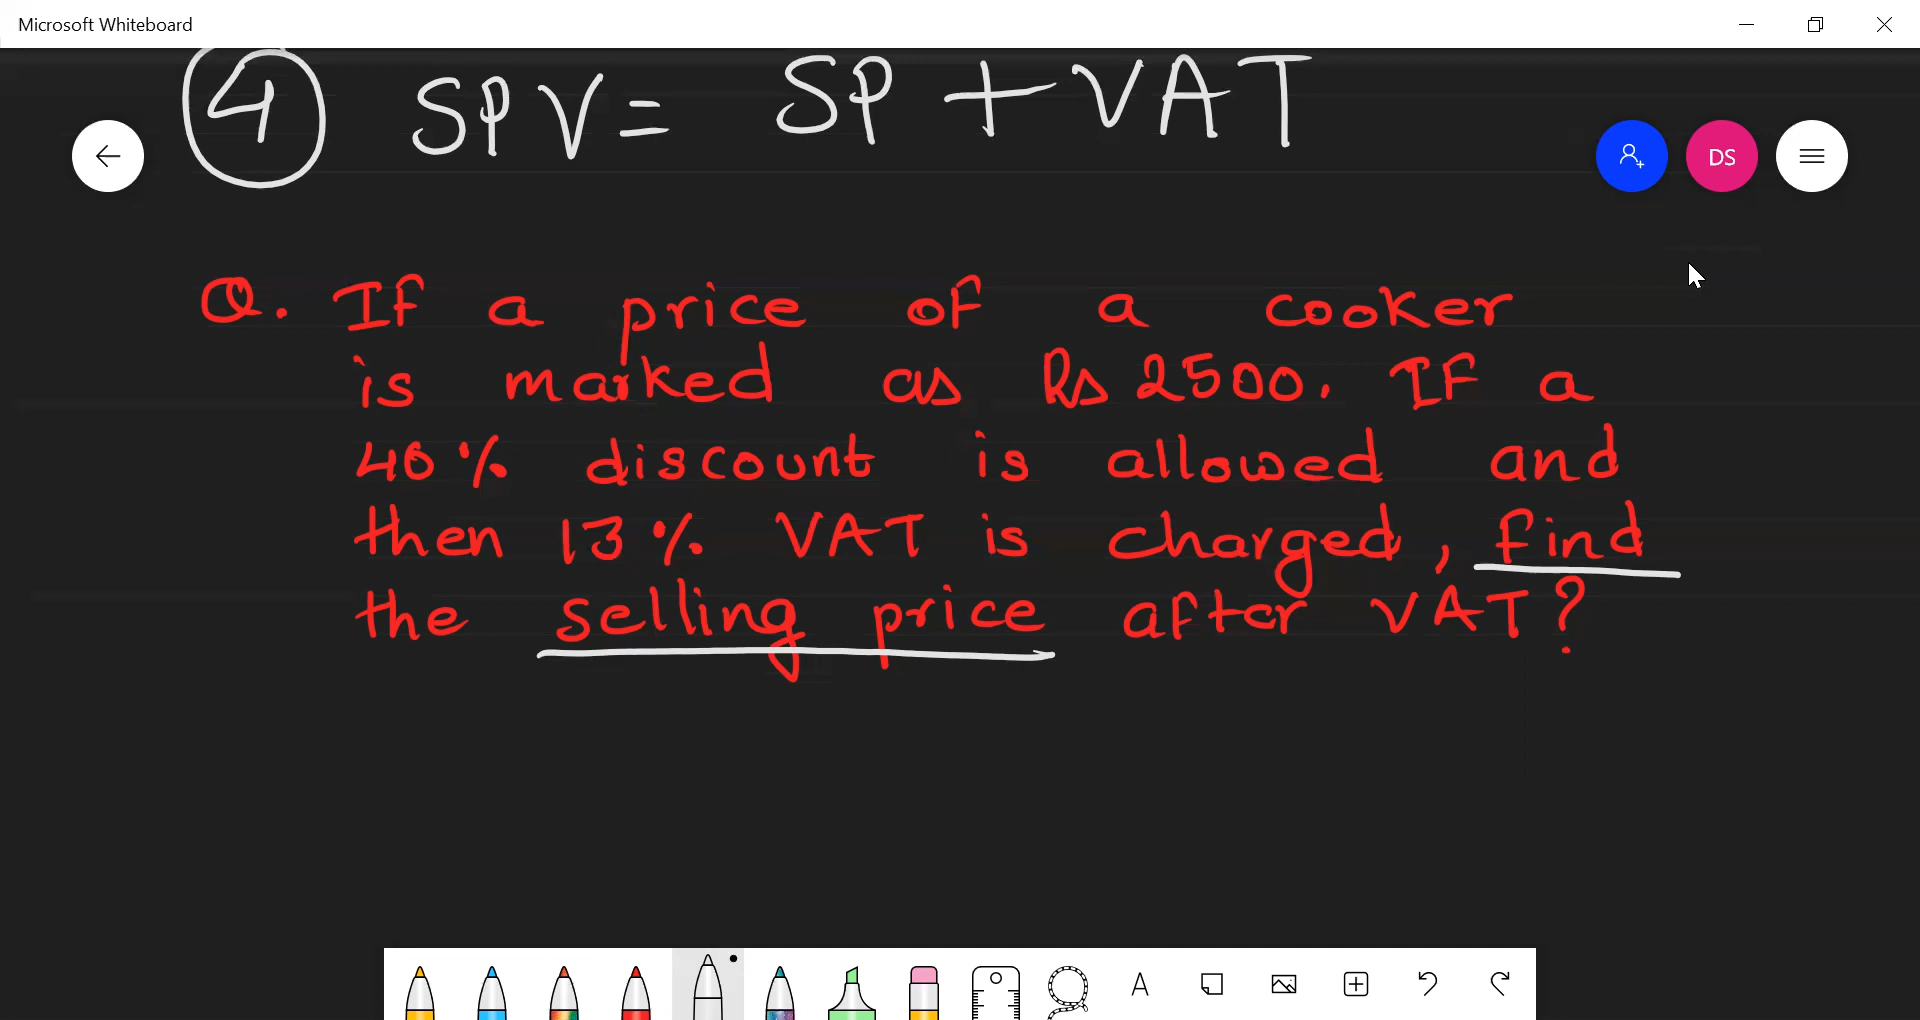 Microsoft Whiteboard
4 SPV = SP + VAT
DS
Q. If a price of a cooker
is marked as Rs 2500. If a
40% discount is allowed and
then 13% VAT is charged, find
the selling price after VAT?
A